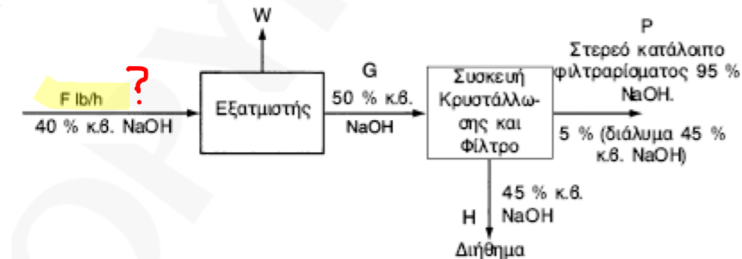 W
P
Στερεό κατάλοιπο
φιλτραρίσματος 95 %
NaOH.
5 % (διάλυμα 45 %
κ.β. NaOH)
?
F lb/h
40 % κ.β. NaOH
Εξατμιστής
G
50 % κ.β.
NaOH
Συσκευή
Κρυστάλλω-
σης και
Φίλτρο
45 % κ.β.
H NaOH
Διήθημα